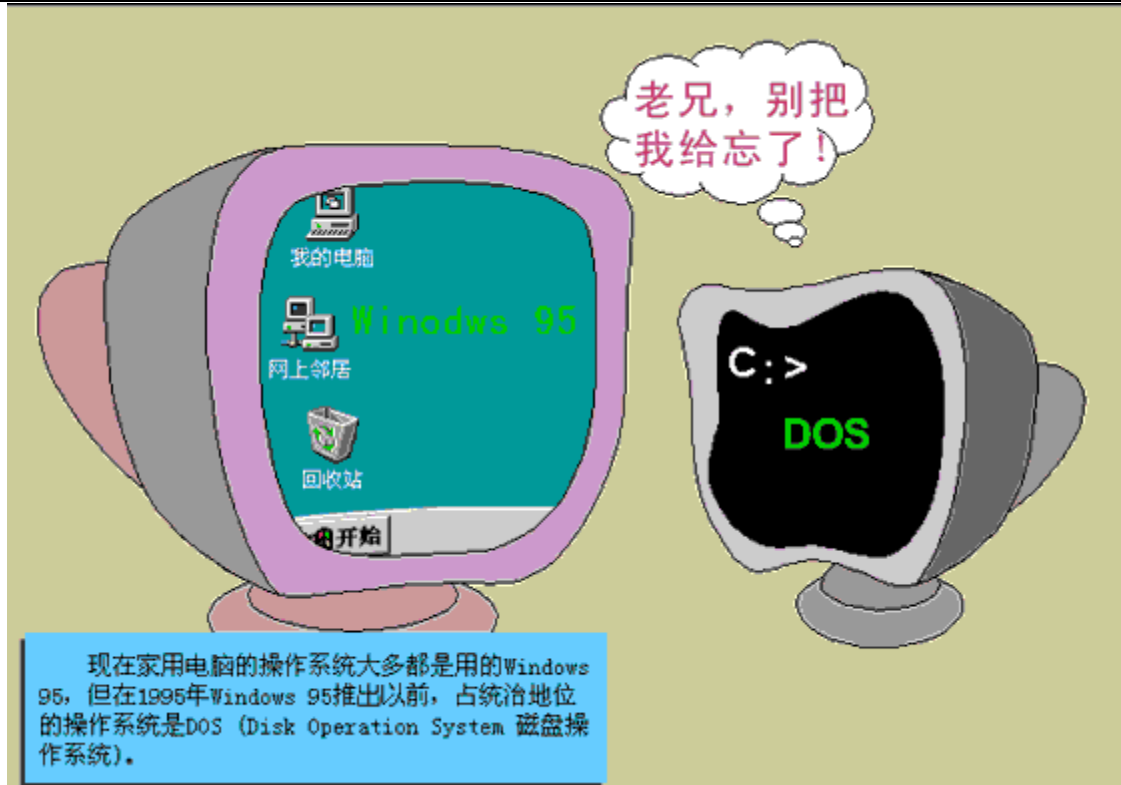 老兄，别把
我给忘了！
我的电脑
Winodws 95
网上邻居
回收站
开始
C:>
DOS
现在家用电脑的操作系统大多都是用的Windows
95，但在1995年Windows 95推出以前，占统治地位
的操作系统是DOS (Disk Operation System 磁盘操
作系统)。